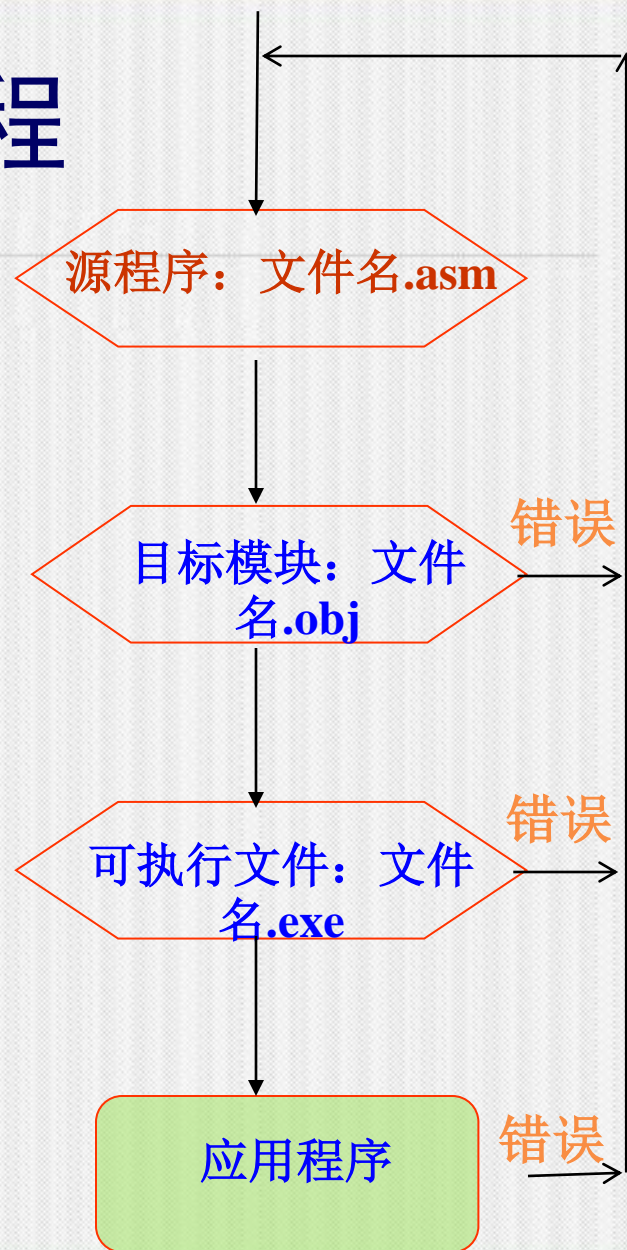 程
源程序：文件名.asm
错误
目标模块：文件
名.obj
错误
可执行文件：文件
名.exe
错误
应用程序